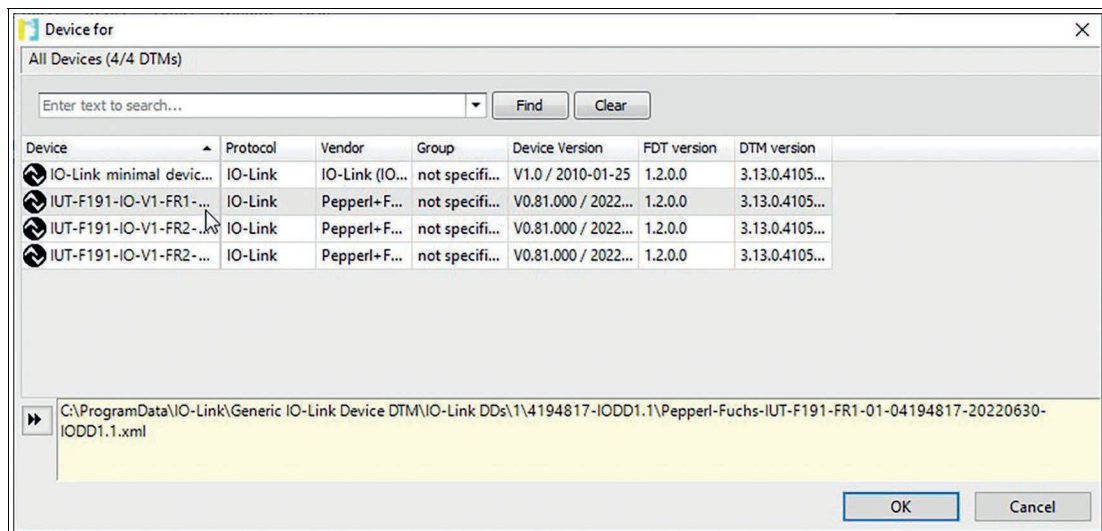 Device for
All Devices (4/4 DTMs)
Enter text to search...
Find
Clear
Device Protocol Vendor Group Device Version FDT version DTM version
IO-Link minimal devic... IO-Link IO-Link (IO... not specifi... V1.0 / 2010-01-25 1.2.0.0 3.13.0.4105...
IUT-F191-IO-V1-FR1-... IO-Link Pepperl+F... not specifi... V0.81.000 / 2022... 1.2.0.0 3.13.0.4105...
IUT-F191-IO-V1-FR2-... IO-Link Pepperl+F... not specifi... V0.81.000 / 2022... 1.2.0.0 3.13.0.4105...
IUT-F191-IO-V1-FR2-... IO-Link Pepperl+F... not specifi... V0.81.000 / 2022... 1.2.0.0 3.13.0.4105...
C:\ProgramData\IO-Link\Generic IO-Link Device DTM\IO-Link DDs\1\4194817-IODD1.1\Pepperl-Fuchs-IUT-F191-FR1-01-04194817-20220630-
IODD1.1.xml
OK
Cancel